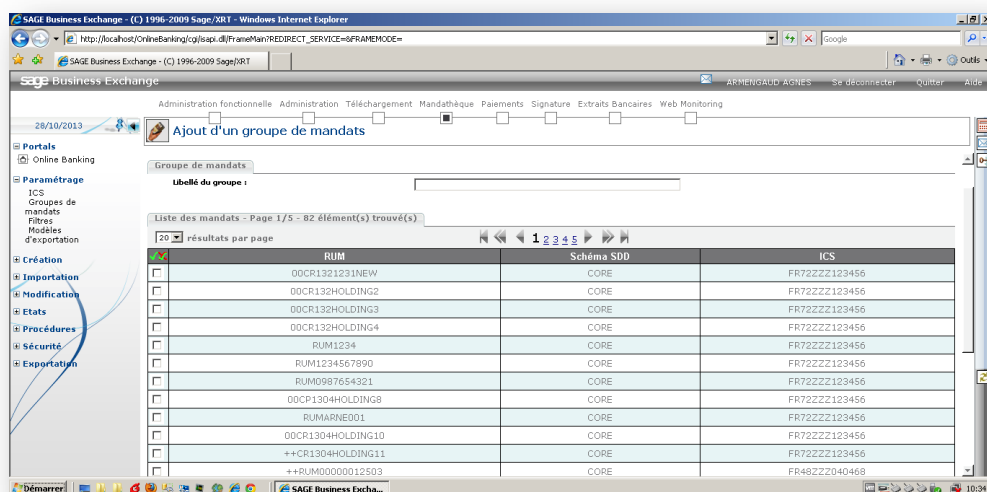 SAGE Business Exchange - (C) 1996-2009 Sage/XRT - Windows Internet Explorer
http://localhost/OnlineBanking/cgi/isapi.dll/FrameMain?REDIRECT_SERVICE=&FRAMEMODE=
Google
SAGE Business Exchange - (C) 1996-2009 Sage/XRT
Outils
sage Business Exchange
ARMENGAUD AGNES Se déconnecter Quitter Aide
Administration fonctionnelle Administration Téléchargement Mandathèque Paiements Signature Extraits Bancaires Web Monitoring
28/10/2013
Ajout d'un groupe de mandats
Portals
Online Banking
Paramétrage
ICS
Groupes de
mandats
Filtres
Modèles
d'exportation
Création
Importation
Modification
Etats
Procédures
Sécurité
Exportation
Groupe de mandats
Libellé du groupe :
Liste des mandats - Page 1/5 - 82 élément(s) trouvé(s)
20 résultats par page
1 2 3 4 5
RUM Schéma SDD ICS
00CR1321231NEW CORE FR72ZZZ123456
00CR132HOLDING2 CORE FR72ZZZ123456
00CR132HOLDING3 CORE FR72ZZZ123456
00CR132HOLDING4 CORE FR72ZZZ123456
RUM1234 CORE FR72ZZZ123456
RUM1234567890 CORE FR72ZZZ123456
RUM0987654321 CORE FR72ZZZ123456
00CP1304HOLDING8 CORE FR72ZZZ123456
RUMARNE001 CORE FR72ZZZ123456
00CR1304HOLDING10 CORE FR72ZZZ123456
++CR1304HOLDING11 CORE FR72ZZZ123456
++RUM00000012503 CORE FR48ZZZ040468
Démarrer
SAGE Business Excha...
10:34